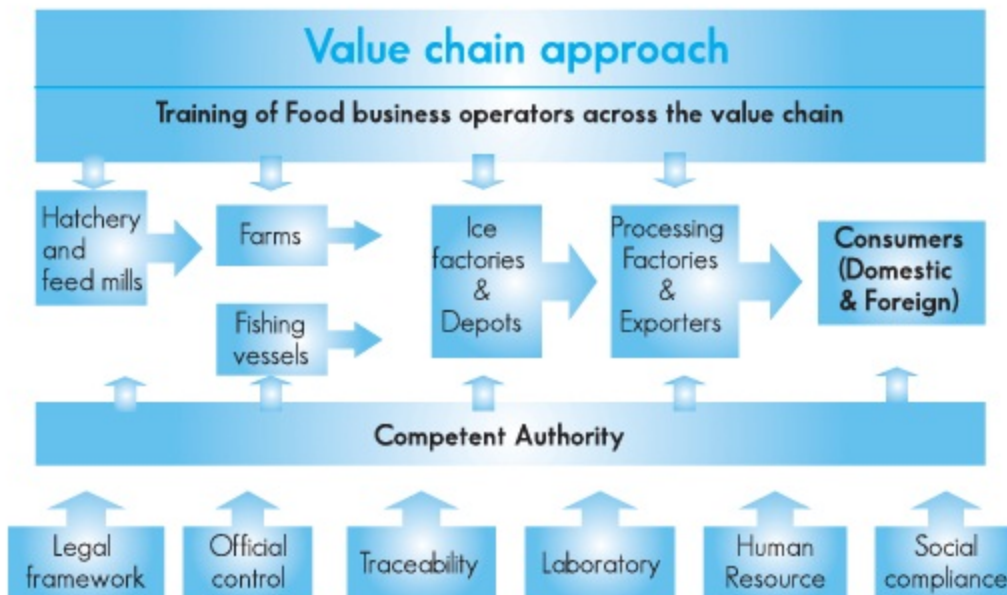 Value chain approach
Training of Food business operators across the value chain
Hatchery
and
feed mills
Farms
Fishing
vessels
Ice
factories
&
Depots
Processing
Factories
&
Exporters
Consumers
(Domestic
& Foreign)
Competent Authority
Legal
framework
Official
control
Traceability
Laboratory
Human
Resource
Social
compliance